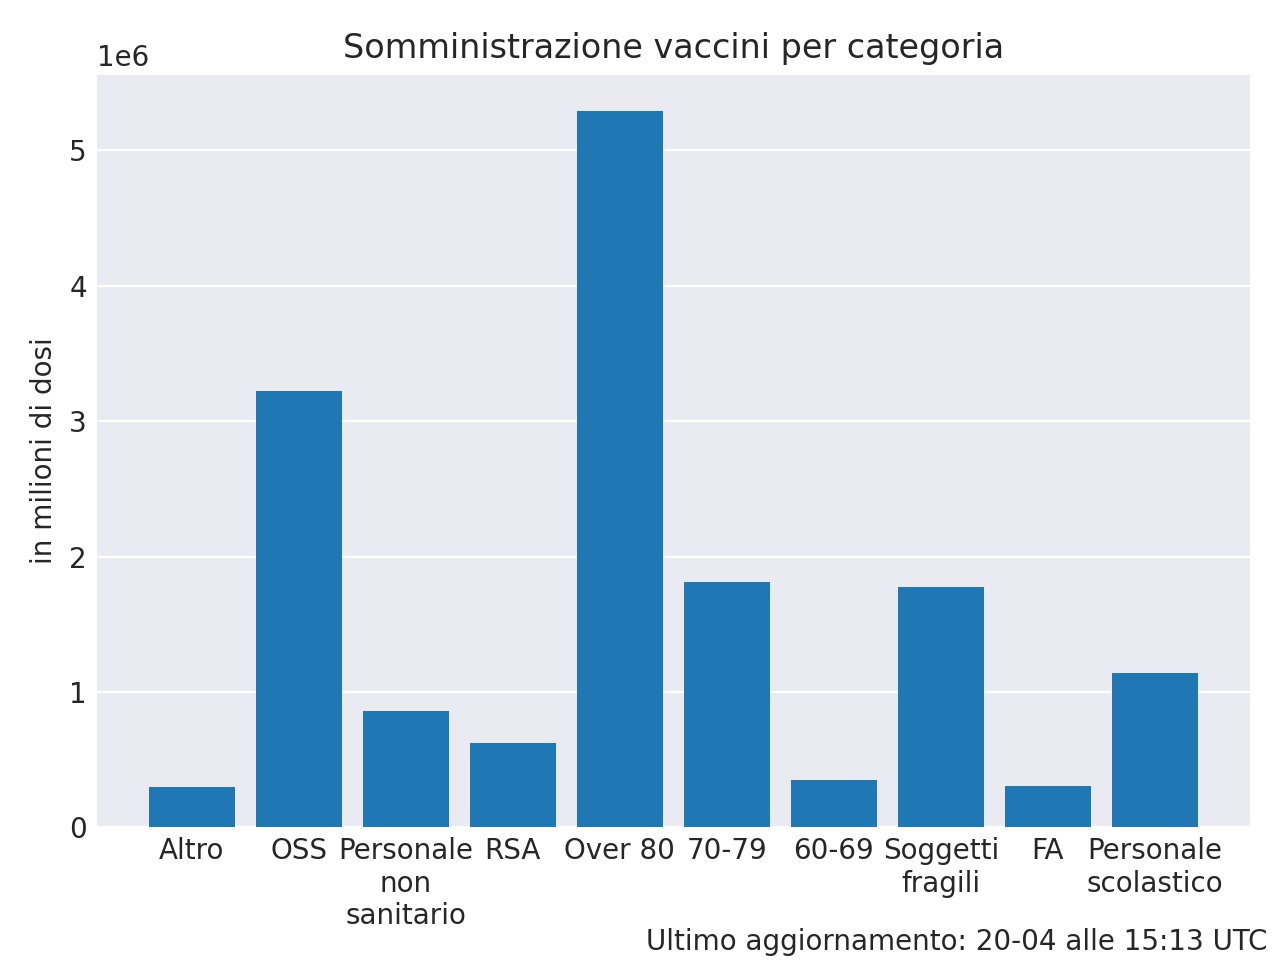 Somministrazione vaccini per categoria
1e6
in milioni di dosi
5
4
3
2
1
0
Altro
OSS
Personale
non
sanitario
RSA
Over 80
70-79
60-69
Soggetti
fragili
FA
Personale
scolastico
Ultimo aggiornamento: 20-04 alle 15:13 UTC